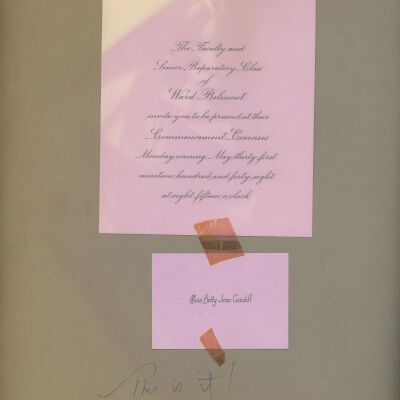 The Faculty and
Senior Preparatory Class
of
Ward-Belmont
invite you to be present at their
Commencement Exercises
Monday evening, May thirty-first
nineteen hundred and forty-eight
at eight-fifteen o'clock
Miss Betty Jean Caudill
This is it!